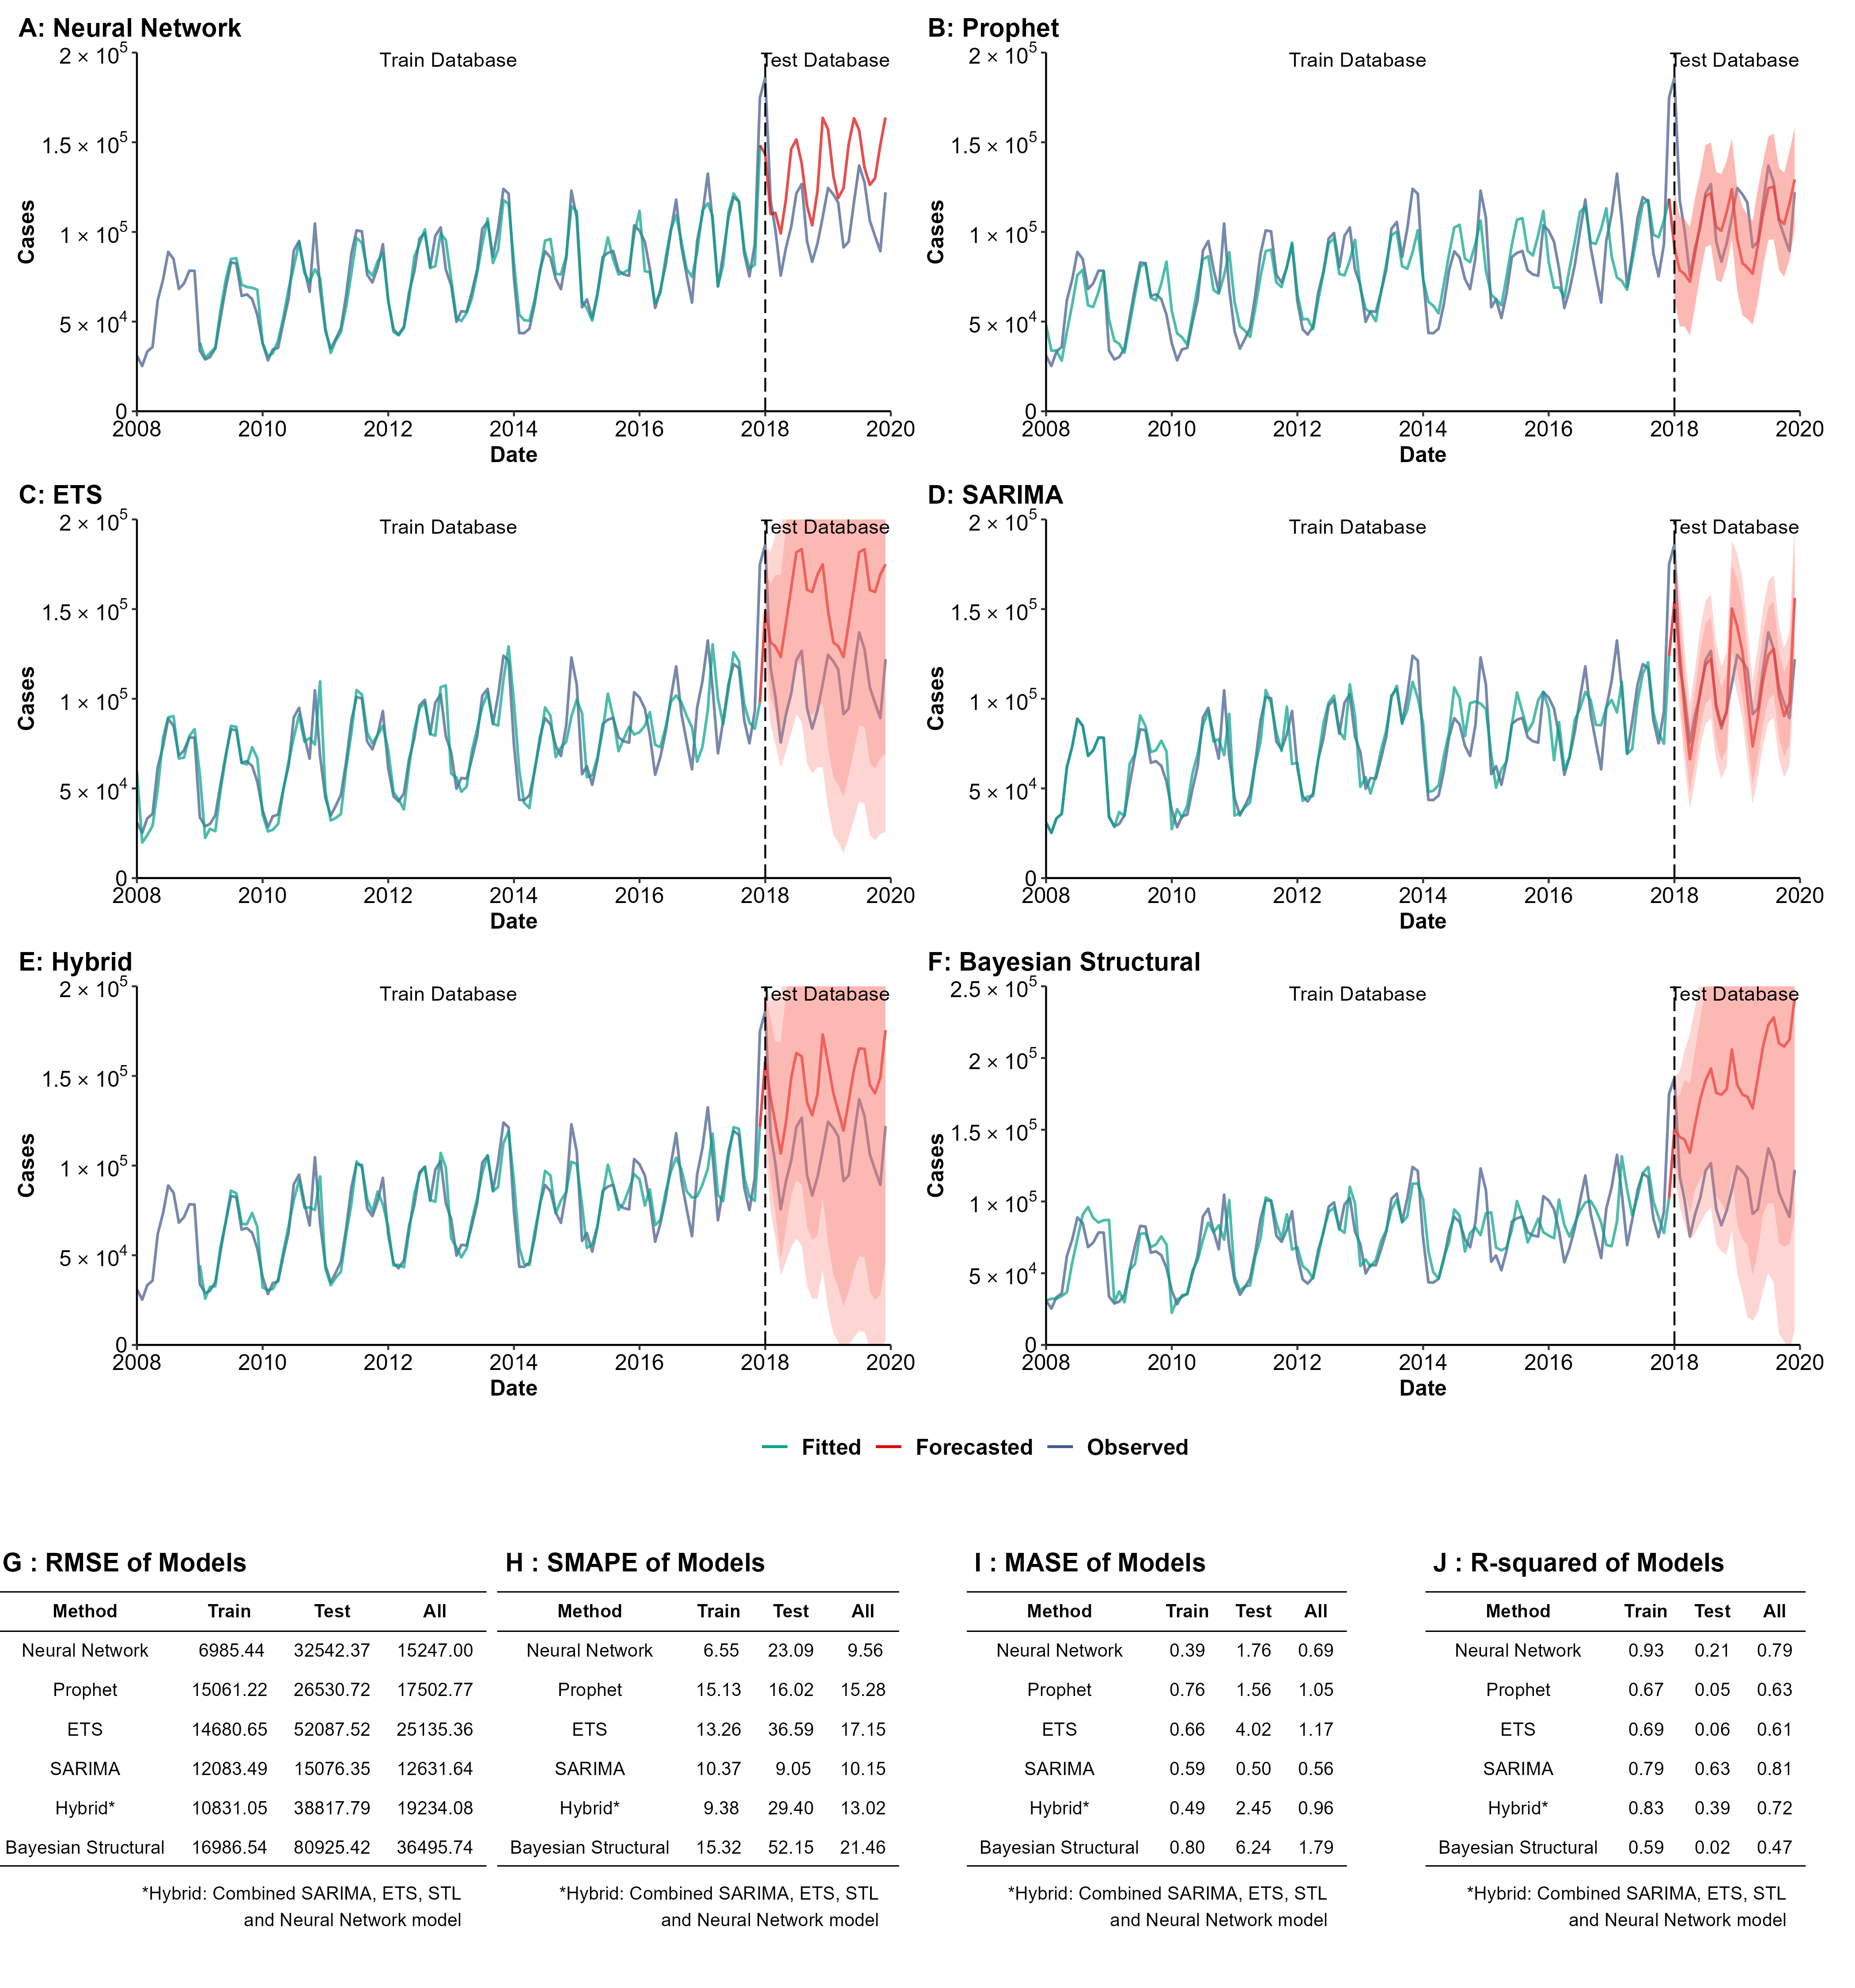 A: Neural Network
Train Database
Test Database
2 × 10^5
1.5 × 10^5
1 × 10^5
5 × 10^4
0
Cases
2008 2010 2012 2014 2016 2018 2020
Date
B: Prophet
Train Database
Test Database
2 × 10^5
1.5 × 10^5
1 × 10^5
5 × 10^4
0
Cases
2008 2010 2012 2014 2016 2018 2020
Date
C: ETS
Train Database
Test Database
2 × 10^5
1.5 × 10^5
1 × 10^5
5 × 10^4
0
Cases
2008 2010 2012 2014 2016 2018 2020
Date
D: SARIMA
Train Database
Test Database
2 × 10^5
1.5 × 10^5
1 × 10^5
5 × 10^4
0
Cases
2008 2010 2012 2014 2016 2018 2020
Date
E: Hybrid
Train Database
Test Database
2 × 10^5
1.5 × 10^5
1 × 10^5
5 × 10^4
0
Cases
2008 2010 2012 2014 2016 2018 2020
Date
F: Bayesian Structural
Train Database
Test Database
2.5 × 10^5
2 × 10^5
1.5 × 10^5
1 × 10^5
5 × 10^4
0
Cases
2008 2010 2012 2014 2016 2018 2020
Date
Fitted Forecasted Observed
G : RMSE of Models
Method Train Test All
Neural Network 6985.44 32542.37 15247.00
Prophet 15061.22 26530.72 17502.77
ETS 14680.65 52087.52 25135.36
SARIMA 12083.49 15076.35 12631.64
Hybrid* 10831.05 38817.79 19234.08
Bayesian Structural 16986.54 80925.42 36495.74
*Hybrid: Combined SARIMA, ETS, STL
and Neural Network model
H : SMAPE of Models
Method Train Test All
Neural Network 6.55 23.09 9.56
Prophet 15.13 16.02 15.28
ETS 13.26 36.59 17.15
SARIMA 10.37 9.05 10.15
Hybrid* 9.38 29.40 13.02
Bayesian Structural 15.32 52.15 21.46
*Hybrid: Combined SARIMA, ETS, STL
and Neural Network model
I : MASE of Models
Method Train Test All
Neural Network 0.39 1.76 0.69
Prophet 0.76 1.56 1.05
ETS 0.66 4.02 1.17
SARIMA 0.59 0.50 0.56
Hybrid* 0.49 2.45 0.96
Bayesian Structural 0.80 6.24 1.79
*Hybrid: Combined SARIMA, ETS, STL
and Neural Network model
J : R-squared of Models
Method Train Test All
Neural Network 0.93 0.21 0.79
Prophet 0.67 0.05 0.63
ETS 0.69 0.06 0.61
SARIMA 0.79 0.63 0.81
Hybrid* 0.83 0.39 0.72
Bayesian Structural 0.59 0.02 0.47
*Hybrid: Combined SARIMA, ETS, STL
and Neural Network model